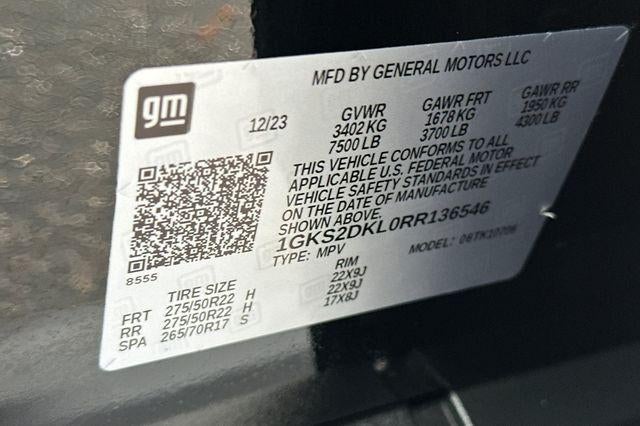 MFD BY GENERAL MOTORS LLC
gm
12/23
GVWR GAWR FRT GAWR RR
3402 KG 1678 KG 1950 KG
7500 LB 3700 LB 4300 LB
THIS VEHICLE CONFORMS TO ALL
APPLICABLE U.S. FEDERAL MOTOR
VEHICLE SAFETY STANDARDS IN EFFECT
ON THE DATE OF MANUFACTURE
SHOWN ABOVE.
1GKS2DKL0RR136546
TYPE: MPV MODEL: 06TK10706
8555
TIRE SIZE RIM
FRT 275/50R22 H 22X9J
RR 275/50R22 H 22X9J
SPA 265/70R17 S 17X8J